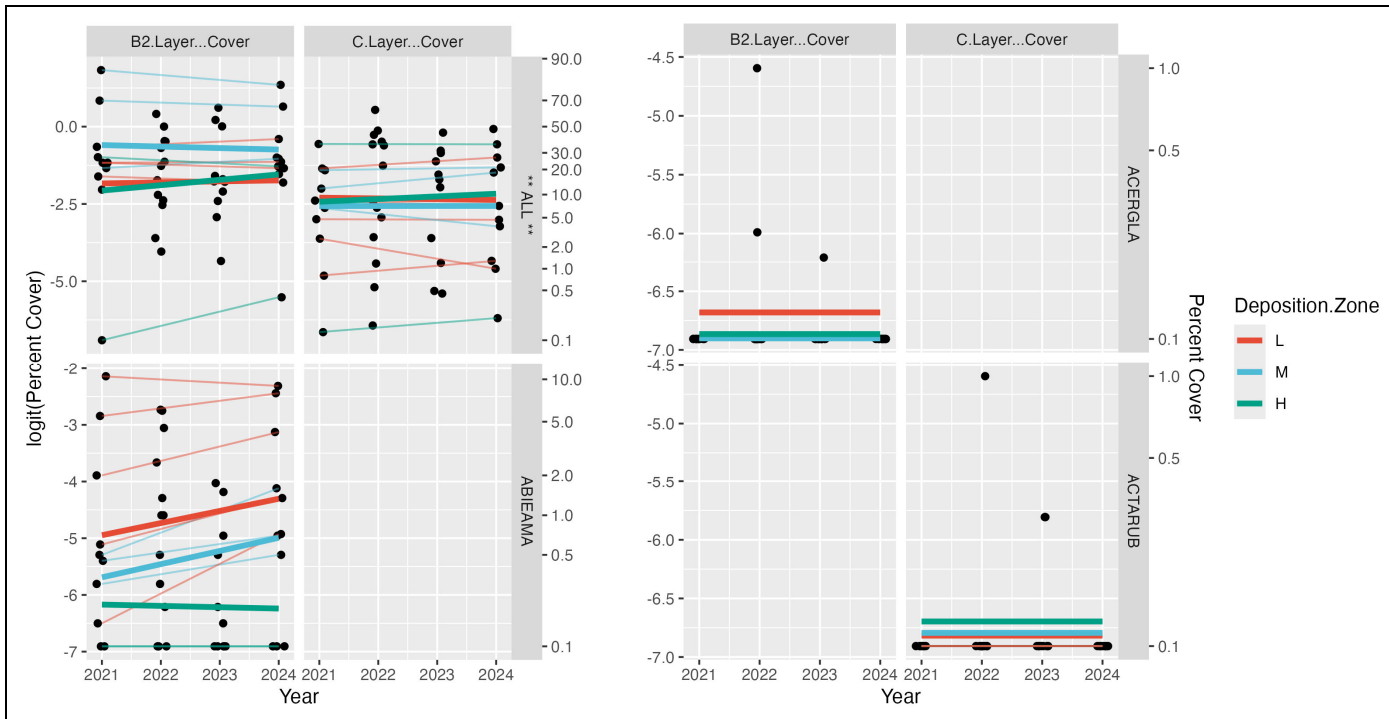 B2.Layer...Cover C.Layer...Cover
B2.Layer...Cover C.Layer...Cover
logit(Percent Cover)
0.0
-2.5
-5.0
90.0
70.0
50.0
30.0
20.0
10.0
5.0
2.0
1.0
0.5
0.1
** ALL **
-2
-3
-4
-5
-6
-7
10.0
5.0
2.0
1.0
0.5
0.1
ABIEAMA
2021 2022 2023 2024 2021 2022 2023 2024
Year
-4.5
-5.0
-5.5
-6.0
-6.5
-7.0
1.0
0.5
0.1
ACERGLA
-4.5
-5.0
-5.5
-6.0
-6.5
-7.0
1.0
0.5
0.1
ACTARUB
Percent Cover
2021 2022 2023 2024 2021 2022 2023 2024
Year
Deposition.Zone
L
M
H